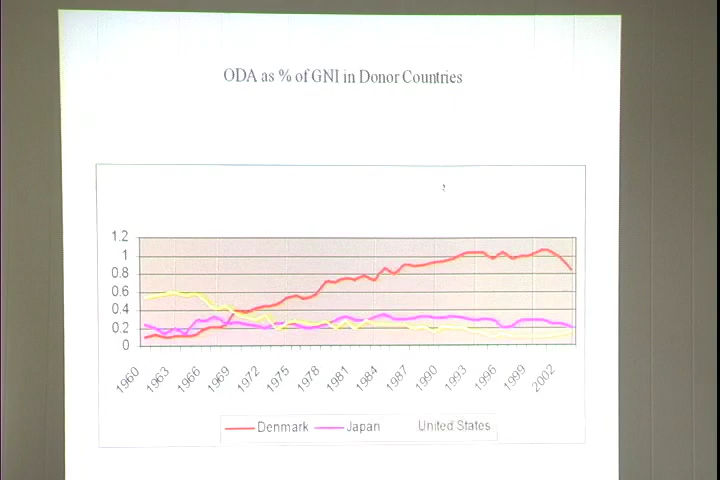 ODA as % of GNI in Donor Countries
1.2
1
0.8
0.6
0.4
0.2
0
1960 1963 1966 1969 1972 1975 1978 1981 1984 1987 1990 1993 1996 1999 2002
Denmark Japan United States